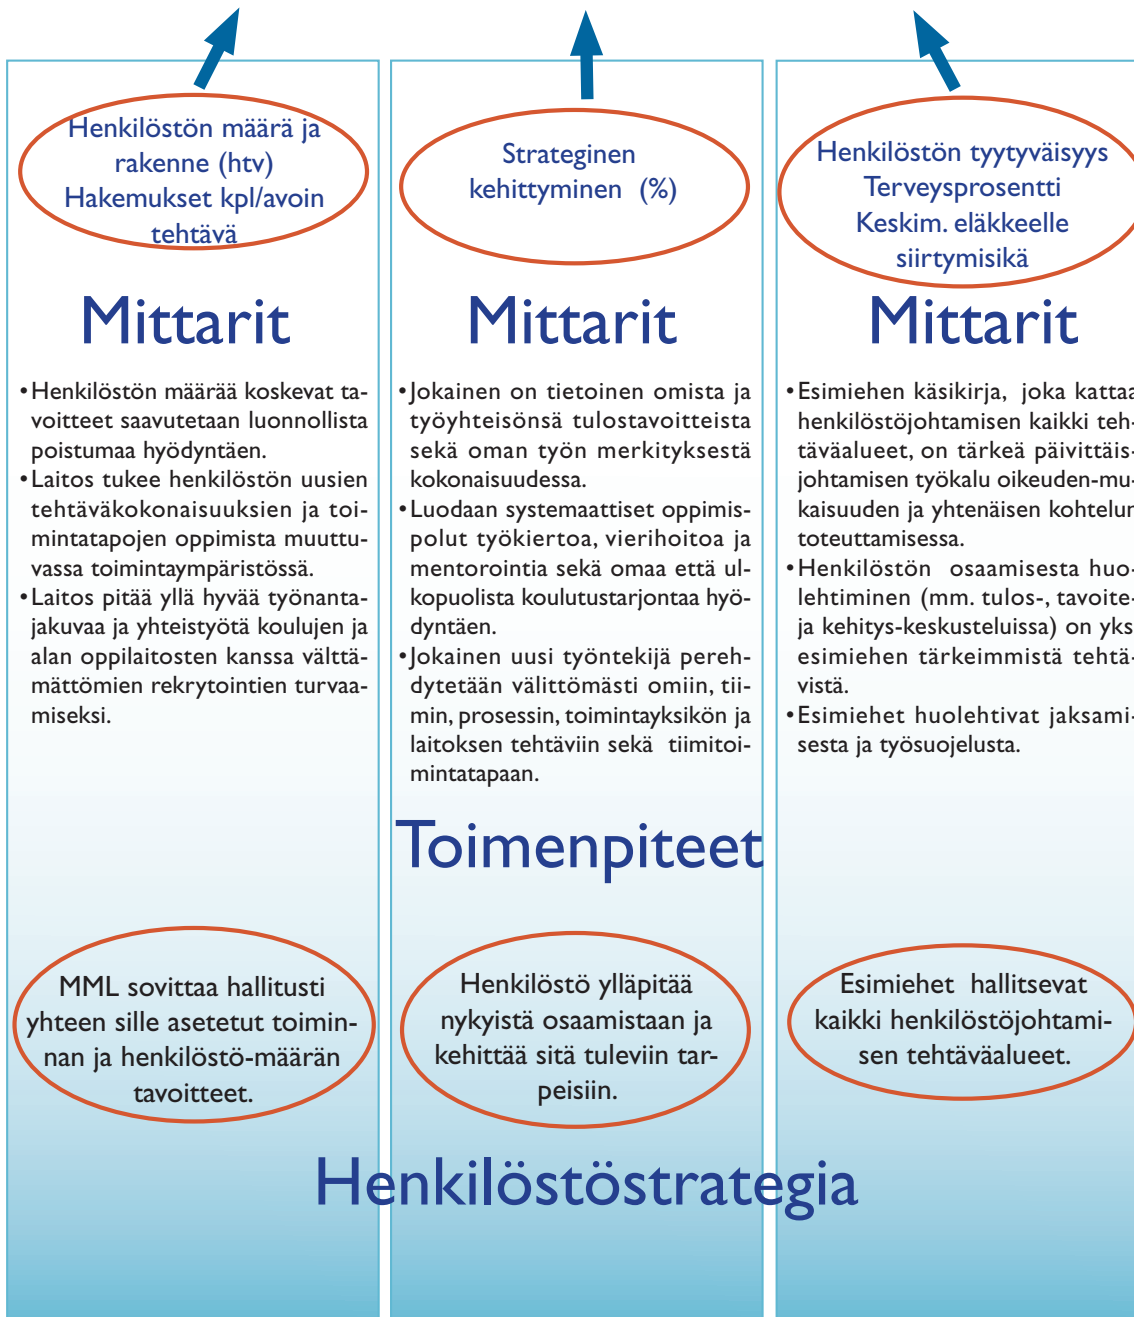 Henkilöstön määrä ja
rakenne (htv)
Hakemukset kpl/avoin
tehtävä
Mittarit
•Henkilöstön määrää koskevat ta-
voitteet saavutetaan luonnollista
poistumaa hyödyntäen.
•Laitos tukee henkilöstön uusien
tehtäväkokonaisuuksien ja toi-
mintatapojen oppimista muuttu-
vassa toimintaympäristössä.
•Laitos pitää yllä hyvää työnanta-
jakuvaa ja yhteistyötä koulujen ja
alan oppilaitosten kanssa välttä-
mättömien rekrytointien turvaa-
miseksi.
MML sovittaa hallitusti
yhteen sille asetetut toimin-
nan ja henkilöstö-määrän
tavoitteet.
Strateginen
kehittyminen (%)
Mittarit
•Jokainen on tietoinen omista ja
työyhteisönsä tulostavoitteista
sekä oman työn merkityksestä
kokonaisuudessa.
•Luodaan systemaattiset oppimis-
polut työkiertoa, vierihoitoa ja
mentorointia sekä omaa että ul-
kopuolista koulutustarjontaa hyö-
dyntäen.
•Jokainen uusi työntekijä pereh-
dytetään välittömästi omiin, tii-
min, prosessin, toimintayksikön ja
laitoksen tehtäviin sekä tiimitoi-
mintatapaan.
Toimenpiteet
Henkilöstö ylläpitää
nykyistä osaamistaan ja
kehittää sitä tuleviin tar-
peisiin.
Henkilöstön tyytyväisyys
Terveysprosentti
Keskim. eläkkeelle
siirtymisikä
Mittarit
•Esimiehen käsikirja, joka kattaa
henkilöstöjohtamisen kaikki teh-
täväalueet, on tärkeä päivittäis-
johtamisen työkalu oikeuden-mu-
kaisuuden ja yhtenäisen kohtelun
toteuttamisessa.
•Henkilöstön osaamisesta huo-
lehtiminen (mm. tulos-, tavoite-
ja kehitys-keskusteluissa) on yksi
esimiehen tärkeimmistä tehtä-
vistä.
•Esimiehet huolehtivat jaksami-
sesta ja työsuojelusta.
Esimiehet hallitsevat
kaikki henkilöstöjohtami-
sen tehtäväalueet.
Henkilöstöstrategia